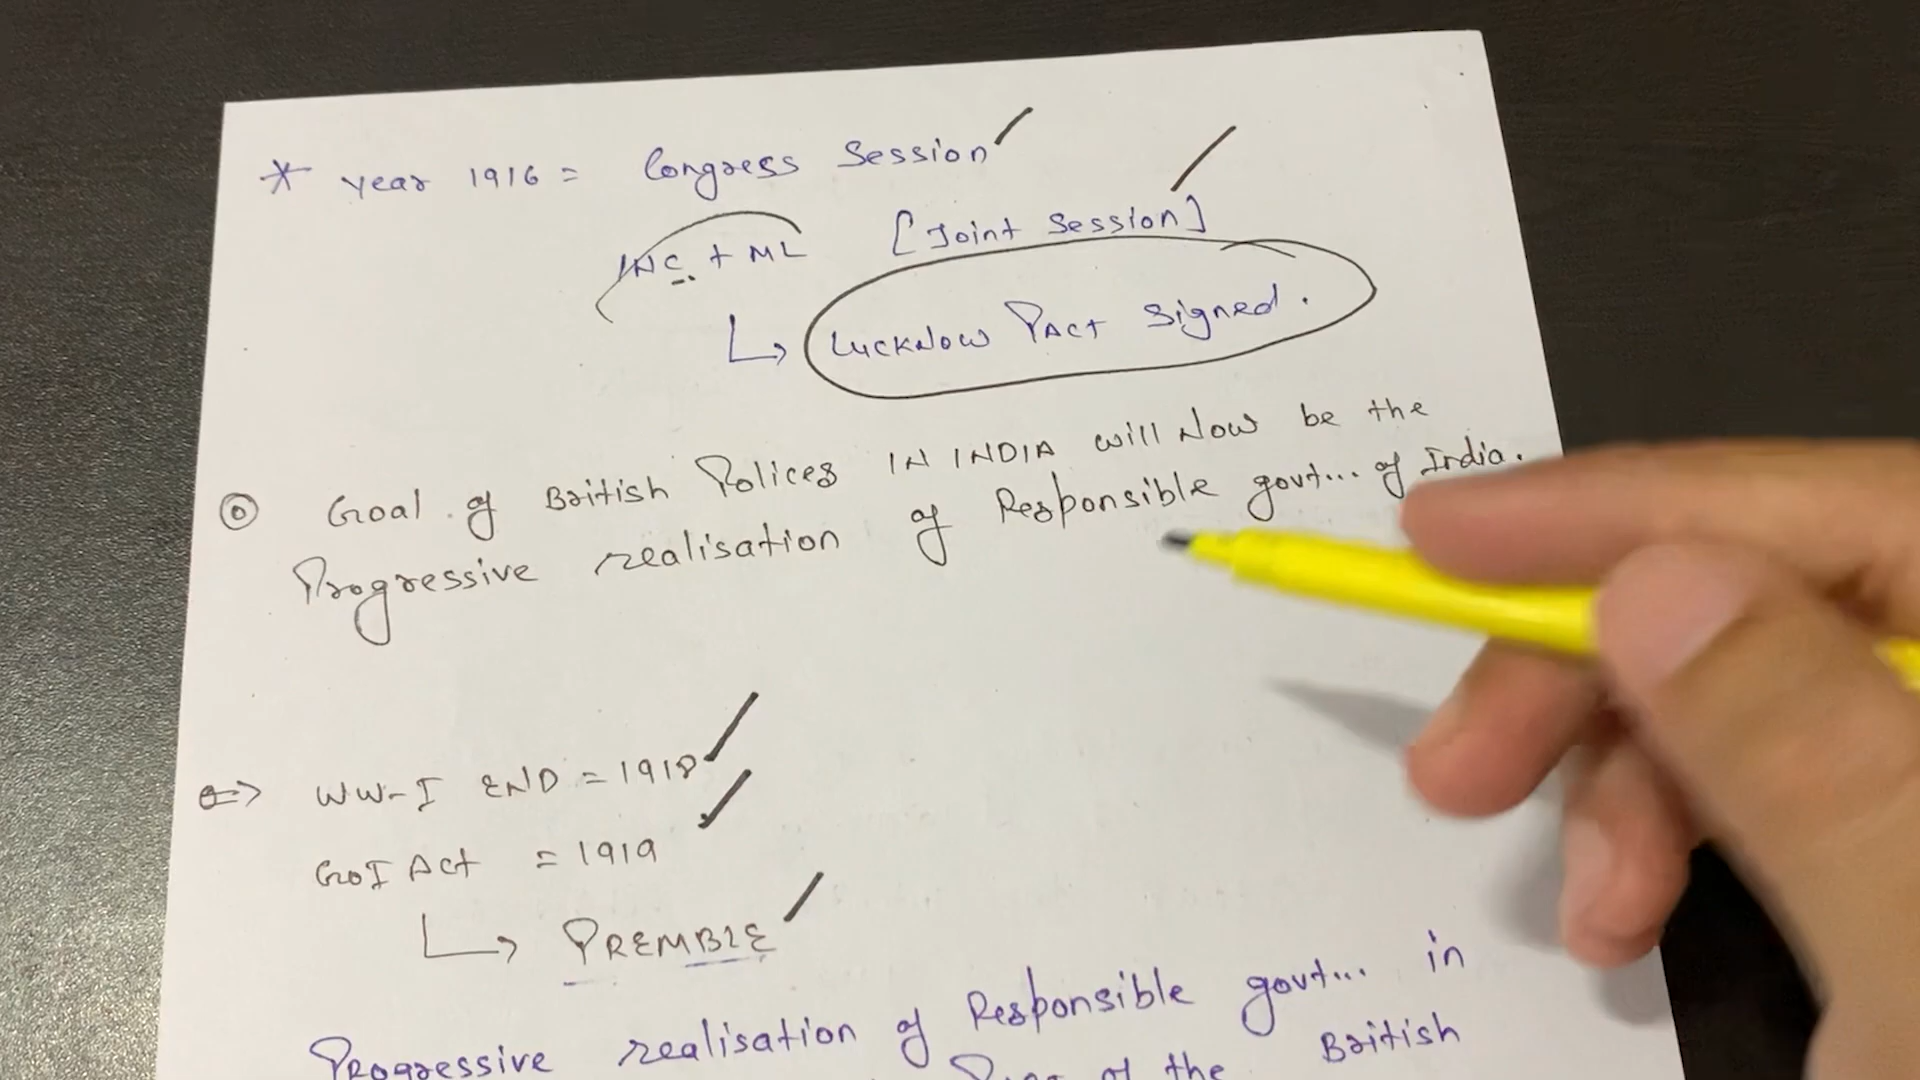 * year 1916 = Congress Session
INC + ML [Joint Session]
↳ Lucknow Pact Signed.
⊙ Goal of British Polices IN INDIA will Now be the
Progressive realisation of Responsible govt... of India.
⇒ WW-I END = 1918
GoI Act = 1919
↳ PREMBLE
Progressive realisation of Responsible govt... in
of the British